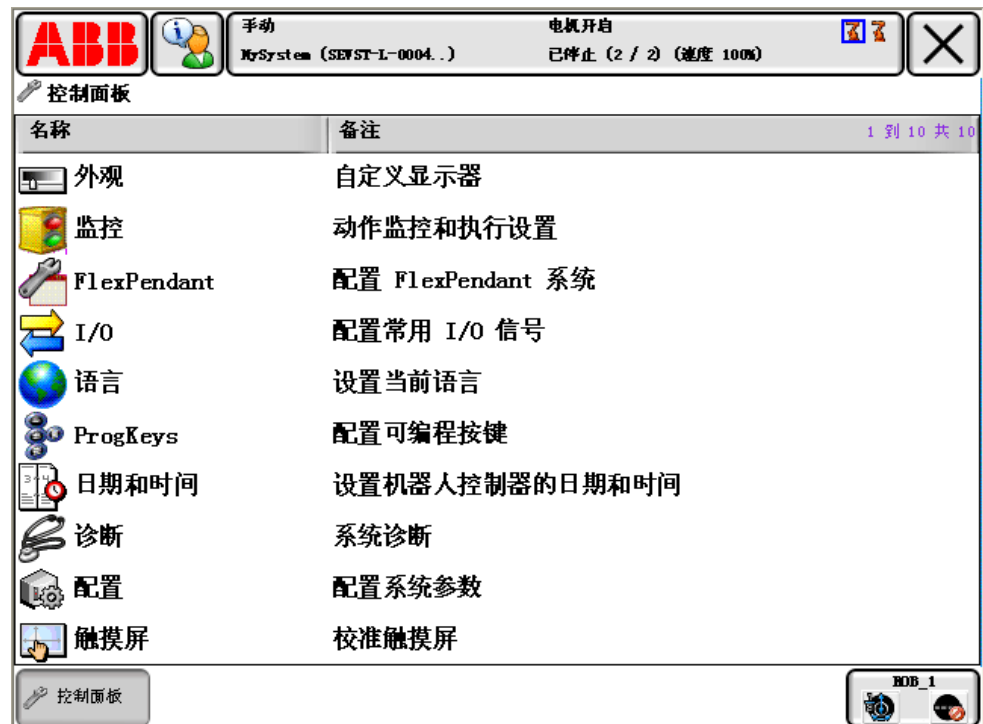 ABB
手动
电机开启
MySystem (SEWST-L-0004..)
已停止 (2 / 2) (速度 100%)
控制面板
名称 备注 1 到 10 共 10
外观 自定义显示器
监控 动作监控和执行设置
FlexPendant 配置 FlexPendant 系统
I/O 配置常用 I/O 信号
语言 设置当前语言
ProgKeys 配置可编程按键
日期和时间 设置机器人控制器的日期和时间
诊断 系统诊断
配置 配置系统参数
触摸屏 校准触摸屏
控制面板
ROB_1